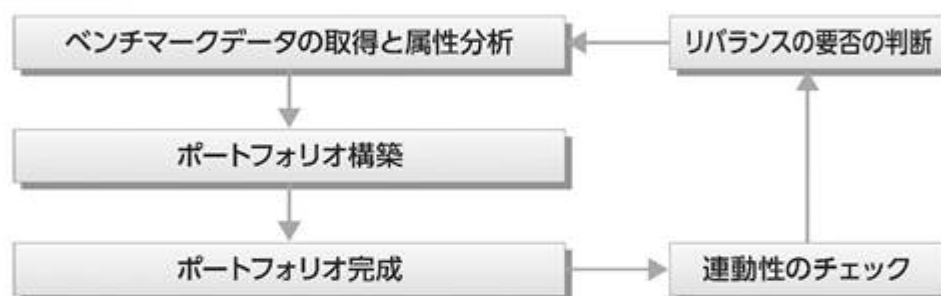 ベンチマークデータの取得と属性分析
リバランスの要否の判断
ポートフォリオ構築
ポートフォリオ完成
連動性のチェック